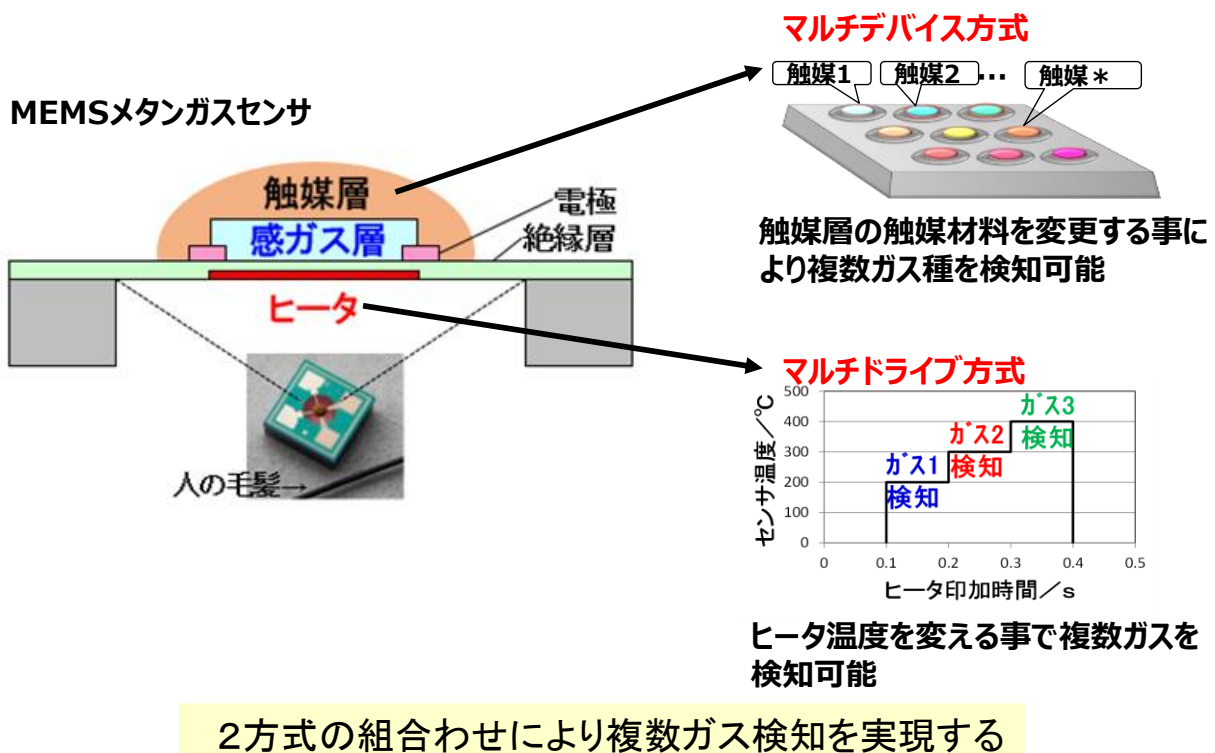 MEMSメタンガスセンサ
触媒層
感ガス層
電極
絶縁層
ヒータ
人の毛髪→
マルチデバイス方式
触媒1 触媒2 … 触媒＊
触媒層の触媒材料を変更する事に
より複数ガス種を検知可能
マルチドライブ方式
センサ温度／℃
500
400
300
200
100
0
ガス1
検知
ガス2
検知
ガス3
検知
0 0.1 0.2 0.3 0.4 0.5
ヒータ印加時間／s
ヒータ温度を変える事で複数ガスを
検知可能
２方式の組合わせにより複数ガス検知を実現する